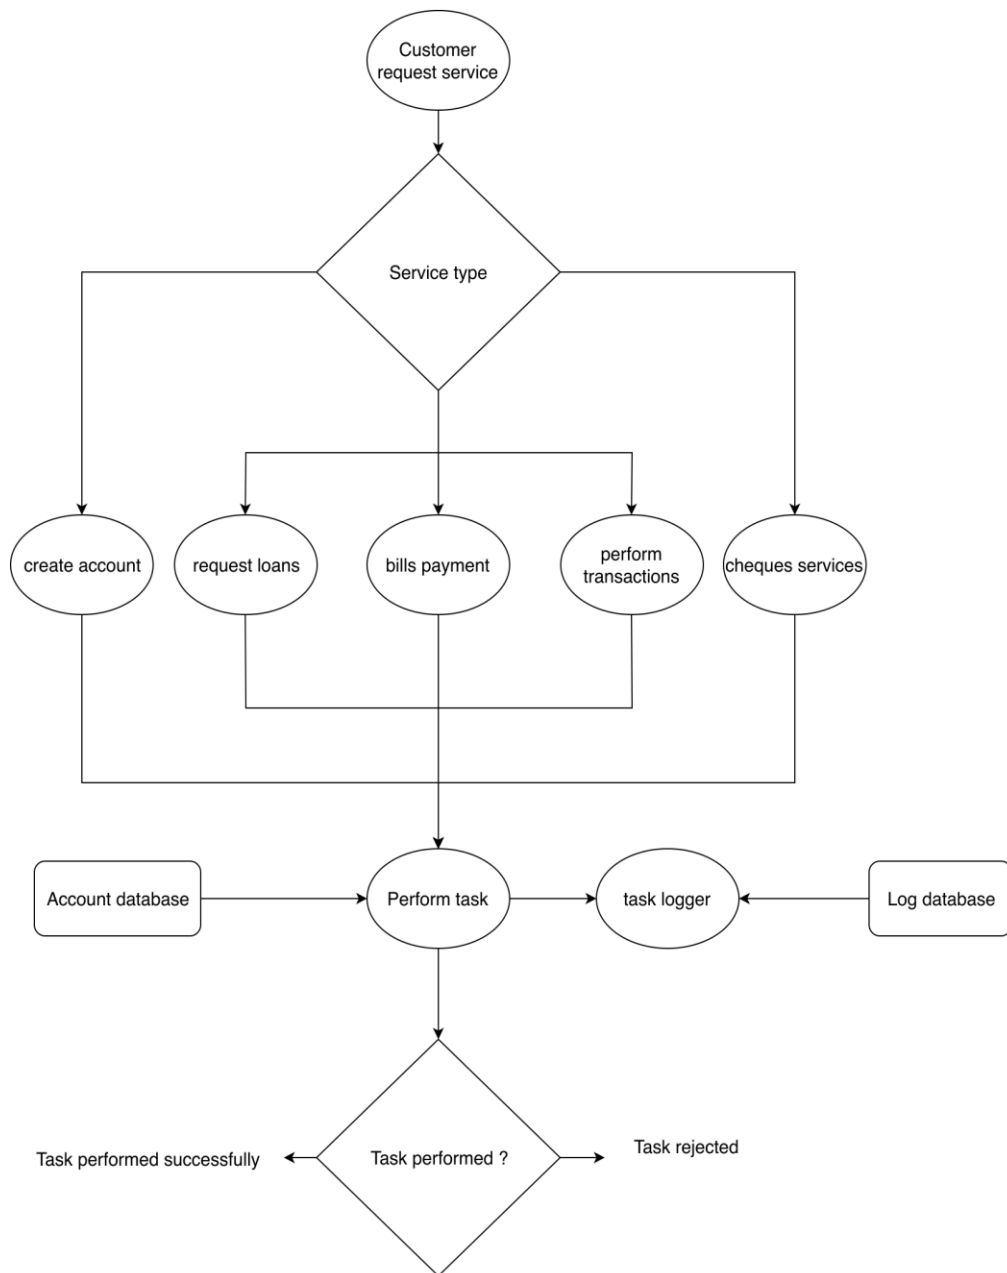 Customer
request service
Service type
create account
request loans
bills payment
perform
transactions
cheques services
Account database
Perform task
task logger
Log database
Task performed successfully
Task performed ?
Task rejected